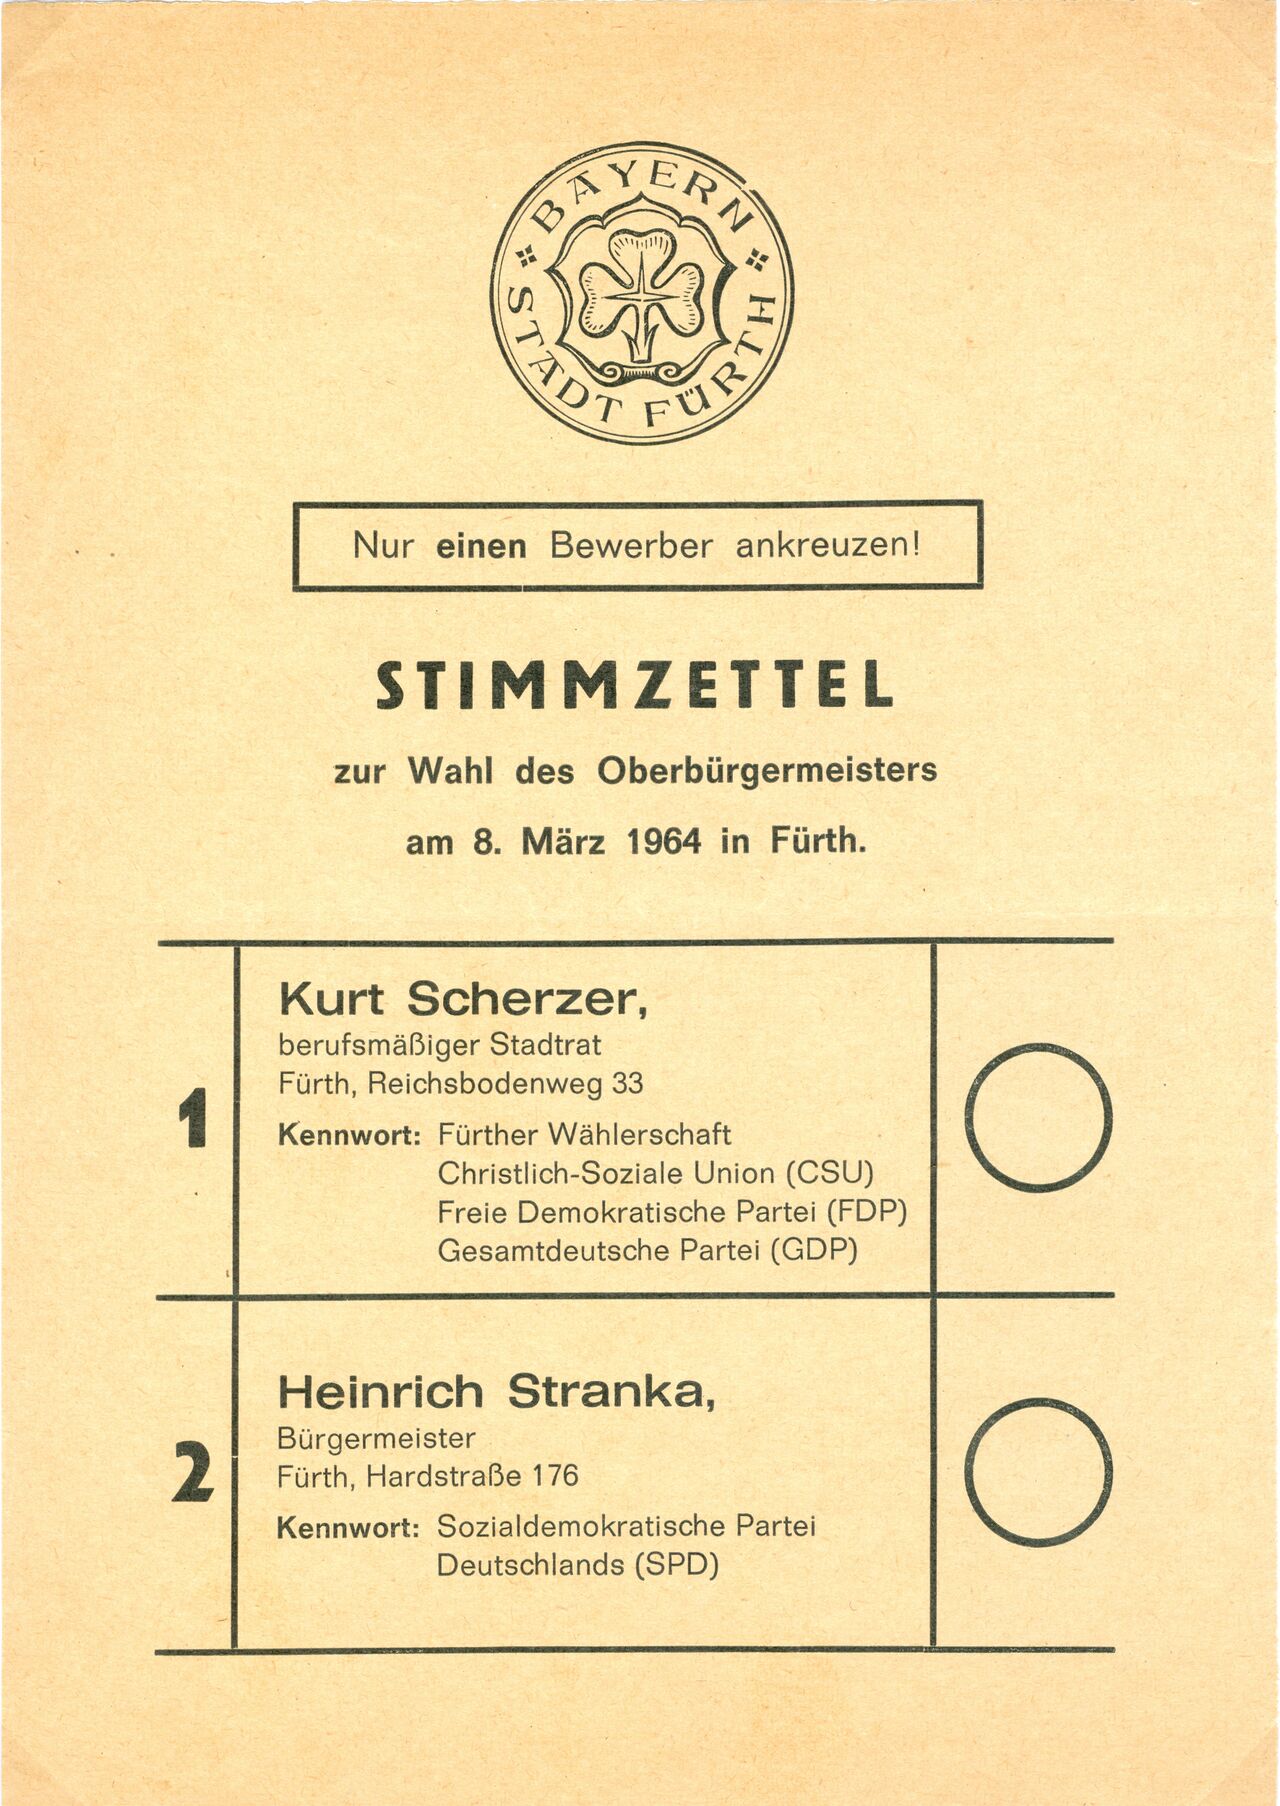 BAYERN
STADT FÜRTH
Nur einen Bewerber ankreuzen!
STIMMZETTEL
zur Wahl des Oberbürgermeisters
am 8. März 1964 in Fürth.
1
Kurt Scherzer,
berufsmäßiger Stadtrat
Fürth, Reichsbodenweg 33
Kennwort: Fürther Wählerschaft
Christlich-Soziale Union (CSU)
Freie Demokratische Partei (FDP)
Gesamtdeutsche Partei (GDP)
2
Heinrich Stranka,
Bürgermeister
Fürth, Hardstraße 176
Kennwort: Sozialdemokratische Partei
Deutschlands (SPD)